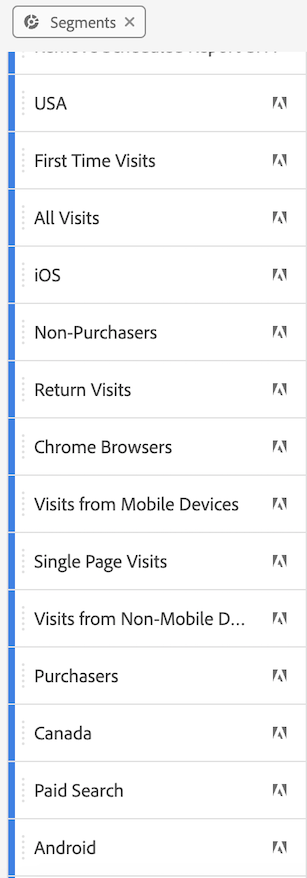 Segments
USA
First Time Visits
All Visits
iOS
Non-Purchasers
Return Visits
Chrome Browsers
Visits from Mobile Devices
Single Page Visits
Visits from Non-Mobile D...
Purchasers
Canada
Paid Search
Android